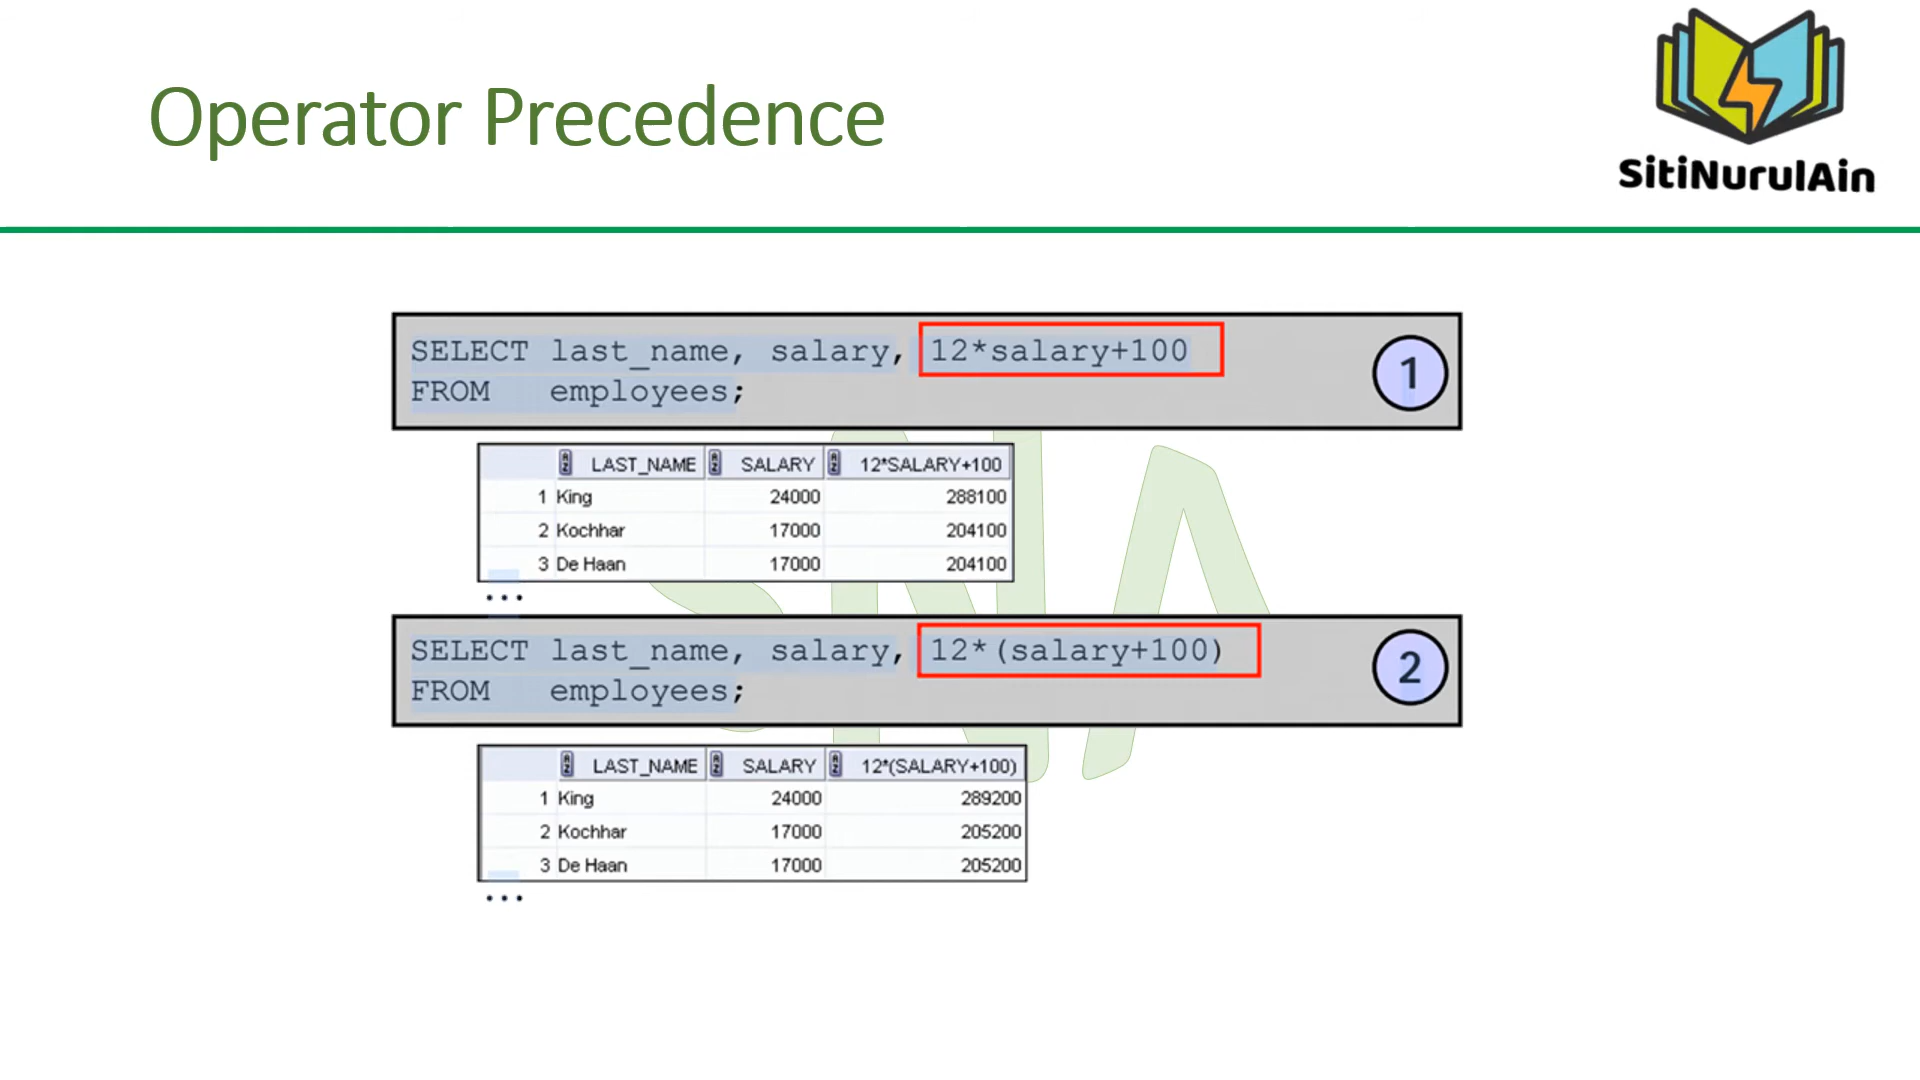 Operator Precedence
SitiNurulAin
SELECT last_name, salary, 12*salary+100
FROM employees;
1
LAST_NAME SALARY 12*SALARY+100
1 King 24000 288100
2 Kochhar 17000 204100
3 De Haan 17000 204100
...
SELECT last_name, salary, 12*(salary+100)
FROM employees;
2
LAST_NAME SALARY 12*(SALARY+100)
1 King 24000 289200
2 Kochhar 17000 205200
3 De Haan 17000 205200
...
SNA